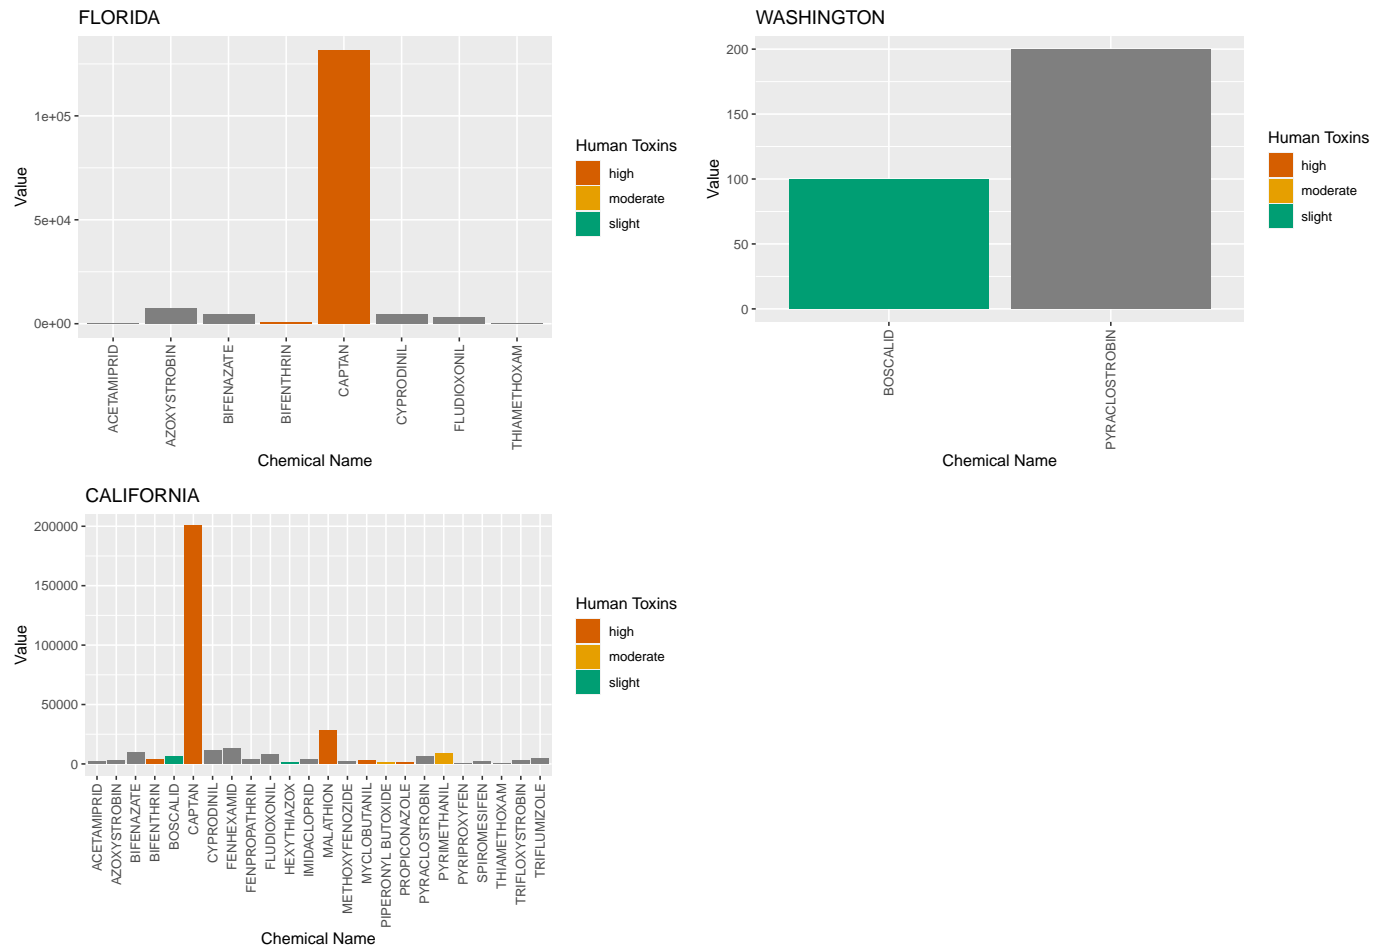 FLORIDA
1e+05
5e+04
0e+00
Value
ACETAMIPRID
AZOXYSTROBIN
BIFENAZATE
BIFENTHRIN
CAPTAN
CYPRODINIL
FLUDIOXONIL
THIAMETHOXAM
Chemical Name
Human Toxins
high
moderate
slight
WASHINGTON
200
150
100
50
0
Value
BOSCALID
PYRACLOSTROBIN
Chemical Name
Human Toxins
high
moderate
slight
CALIFORNIA
200000
150000
100000
50000
0
Value
ACETAMIPRID
AZOXYSTROBIN
BIFENAZATE
BIFENTHRIN
BOSCALID
CAPTAN
CYPRODINIL
FENHEXAMID
FENPROPATHRIN
FLUDIOXONIL
HEXYTHIAZOX
IMIDACLOPRID
MALATHION
METHOXYFENOZIDE
MYCLOBUTANIL
PIPERONYL BUTOXIDE
PROPICONAZOLE
PYRACLOSTROBIN
PYRIMETHANIL
PYRIPROXYFEN
SPIROMESIFEN
THIAMETHOXAM
TRIFLOXYSTROBIN
TRIFLUMIZOLE
Chemical Name
Human Toxins
high
moderate
slight